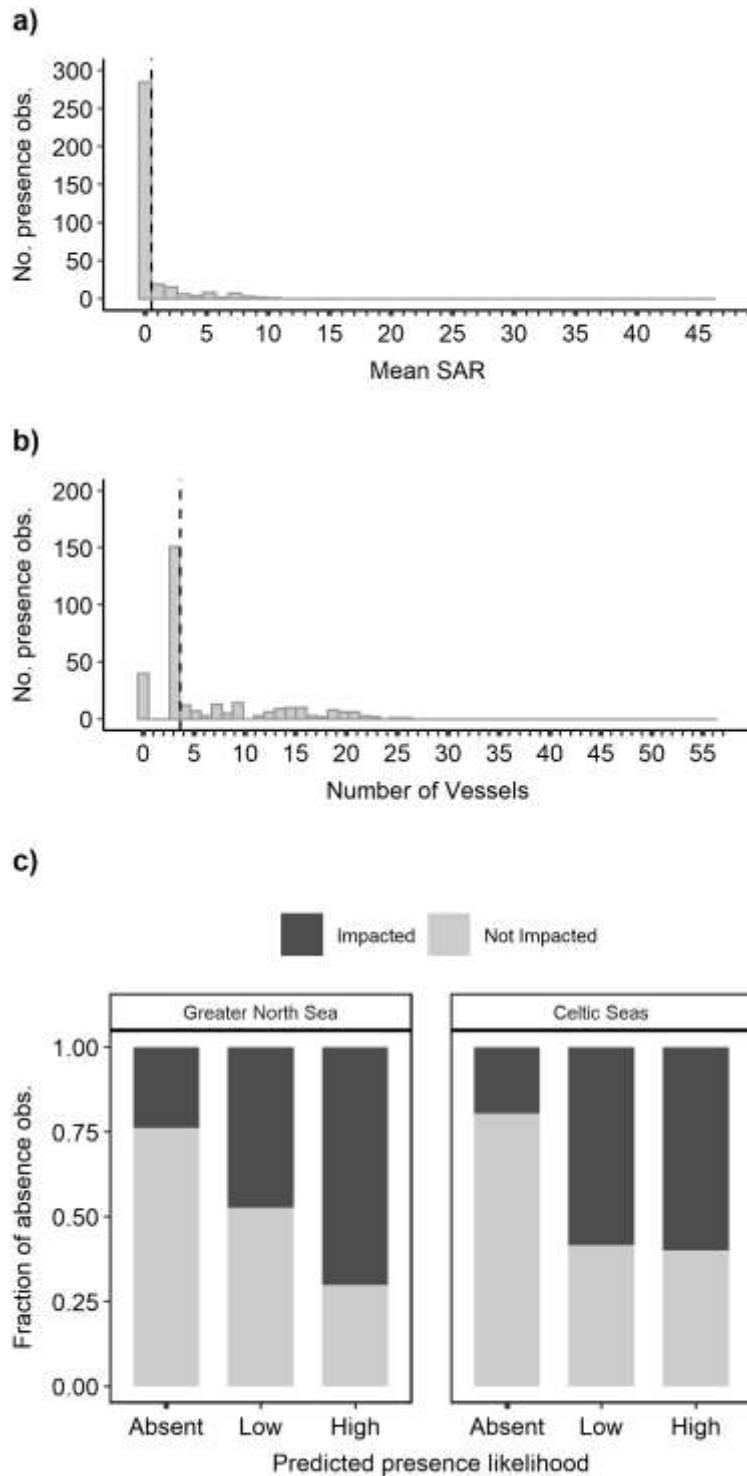 a)
No. presence obs.
300
250
200
150
100
50
0
0 5 10 15 20 25 30 35 40 45
Mean SAR
b)
No. presence obs.
200
150
100
50
0
0 5 10 15 20 25 30 35 40 45 50 55
Number of Vessels
c)
Impacted Not Impacted
Greater North Sea Celtic Seas
Fraction of absence obs.
1.00
0.75
0.50
0.25
0.00
Absent Low High Absent Low High
Predicted presence likelihood